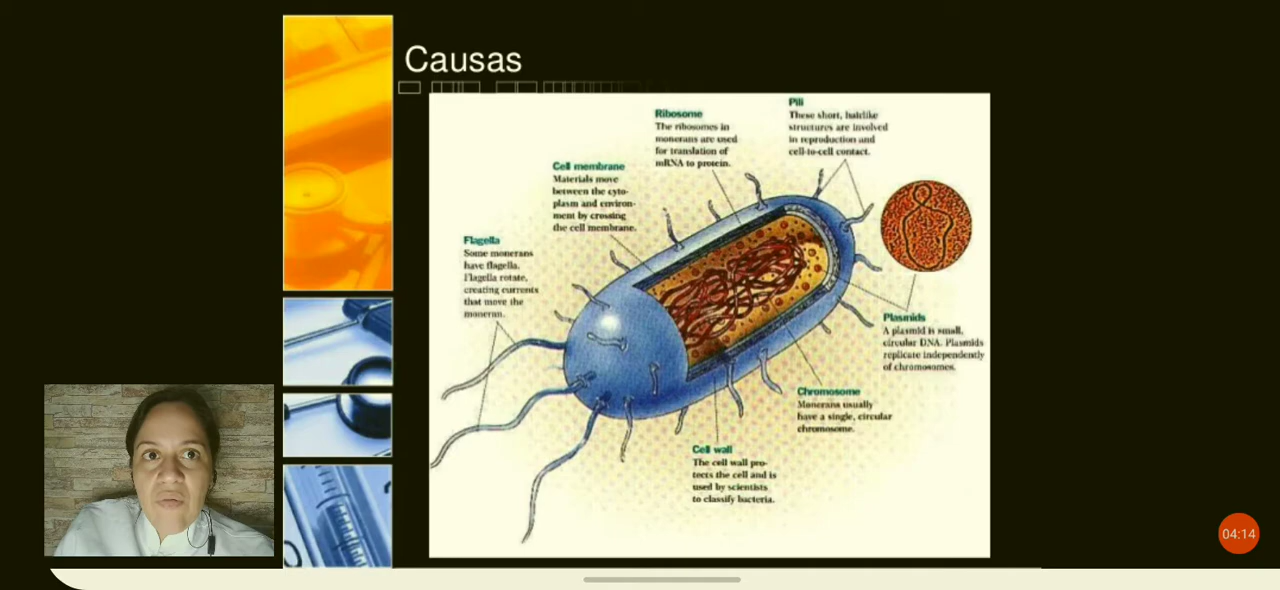 Causas
Ribosome
The ribosomes in
monerans are used
for translation of
mRNA to protein.
Pili
These short, hairlike
structures are involved
in reproduction and
cell-to-cell contact.
Cell membrane
Materials move
between the cyto-
plasm and environ-
ment by crossing
the cell membrane.
Flagella
Some monerans
have flagella.
Flagella rotate,
creating currents
that move the
moneran.
Plasmids
A plasmid is small,
circular DNA. Plasmids
replicate independently
of chromosomes.
Chromosome
Monerans usually
have a single, circular
chromosome.
Cell wall
The cell wall pro-
tects the cell and is
used by scientists
to classify bacteria.
04:14